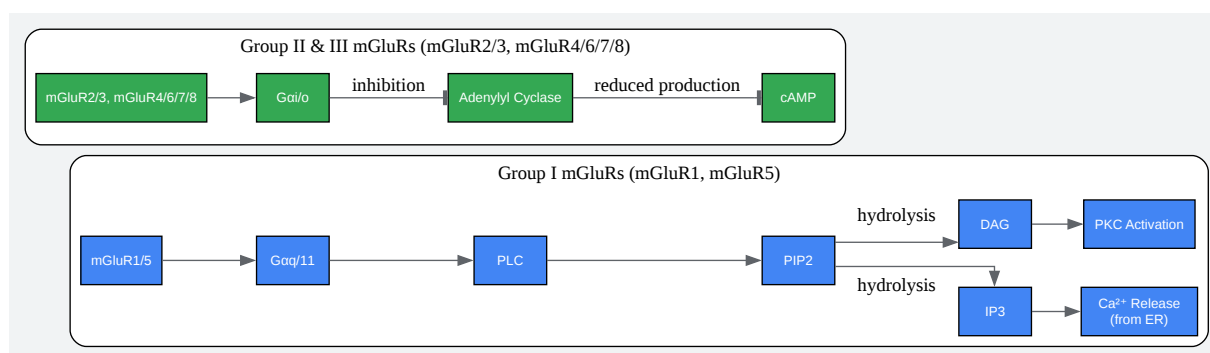 Group II & III mGluRs (mGluR2/3, mGluR4/6/7/8)
mGluR2/3, mGluR4/6/7/8
Gαi/o
inhibition
Adenylyl Cyclase
reduced production
cAMP
Group I mGluRs (mGluR1, mGluR5)
mGluR1/5
Gαq/11
PLC
PIP2
hydrolysis
DAG
PKC Activation
hydrolysis
IP3
Ca²⁺ Release
(from ER)